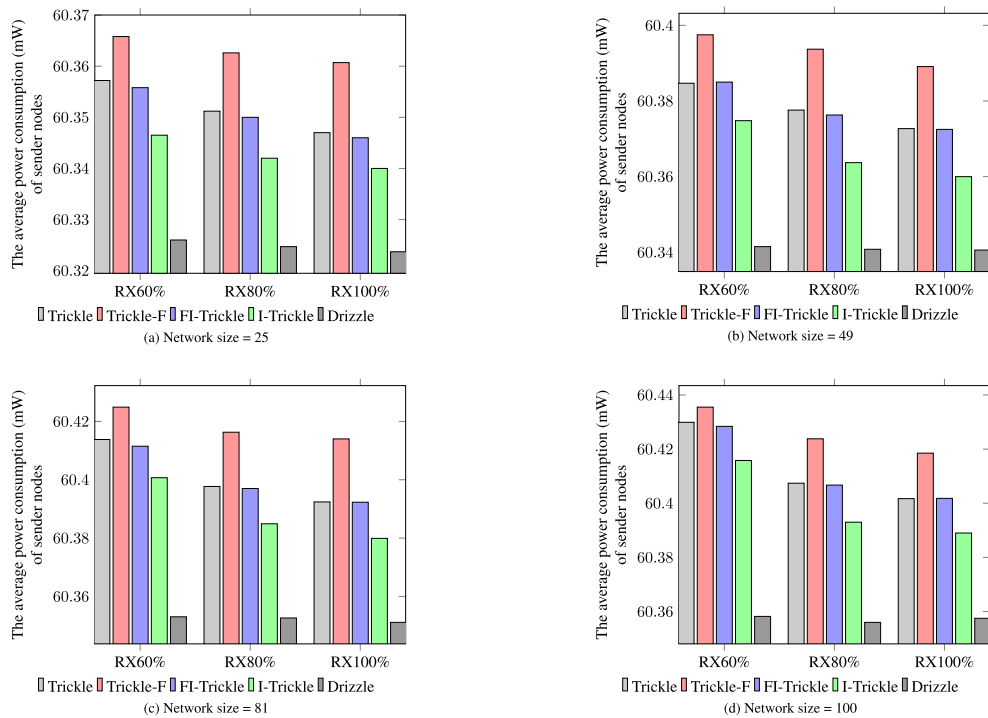 The average power consumption (mW)
of sender nodes
60.37
60.36
60.35
60.34
60.33
60.32
RX60% RX80% RX100%
Trickle Trickle-F FI-Trickle I-Trickle Drizzle
(a) Network size = 25
The average power consumption (mW)
of sender nodes
60.4
60.38
60.36
60.34
RX60% RX80% RX100%
Trickle Trickle-F FI-Trickle I-Trickle Drizzle
(b) Network size = 49
The average power consumption (mW)
of sender nodes
60.42
60.4
60.38
60.36
RX60% RX80% RX100%
Trickle Trickle-F FI-Trickle I-Trickle Drizzle
(c) Network size = 81
The average power consumption (mW)
of sender nodes
60.44
60.42
60.4
60.38
60.36
RX60% RX80% RX100%
Trickle Trickle-F FI-Trickle I-Trickle Drizzle
(d) Network size = 100